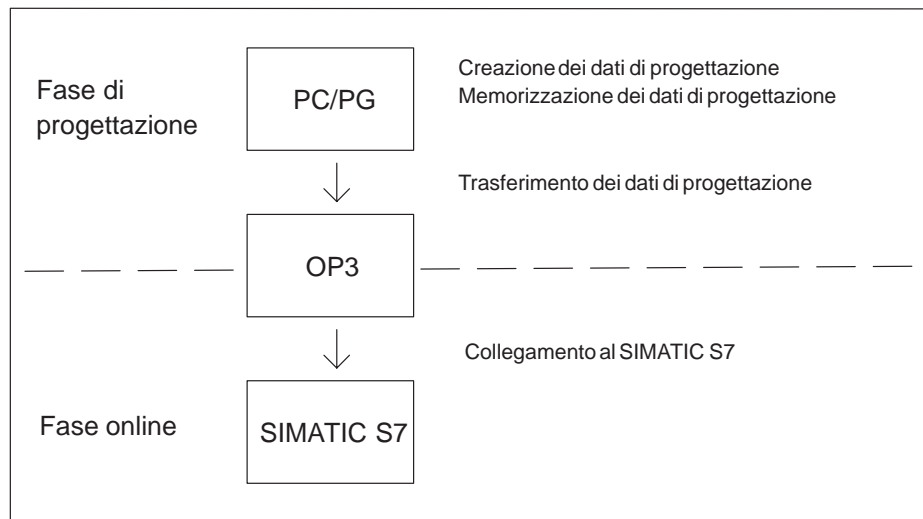 Fase di
progettazione
PC/PG
Creazione dei dati di progettazione
Memorizzazione dei dati di progettazione
Trasferimento dei dati di progettazione
OP3
Collegamento al SIMATIC S7
Fase online
SIMATIC S7